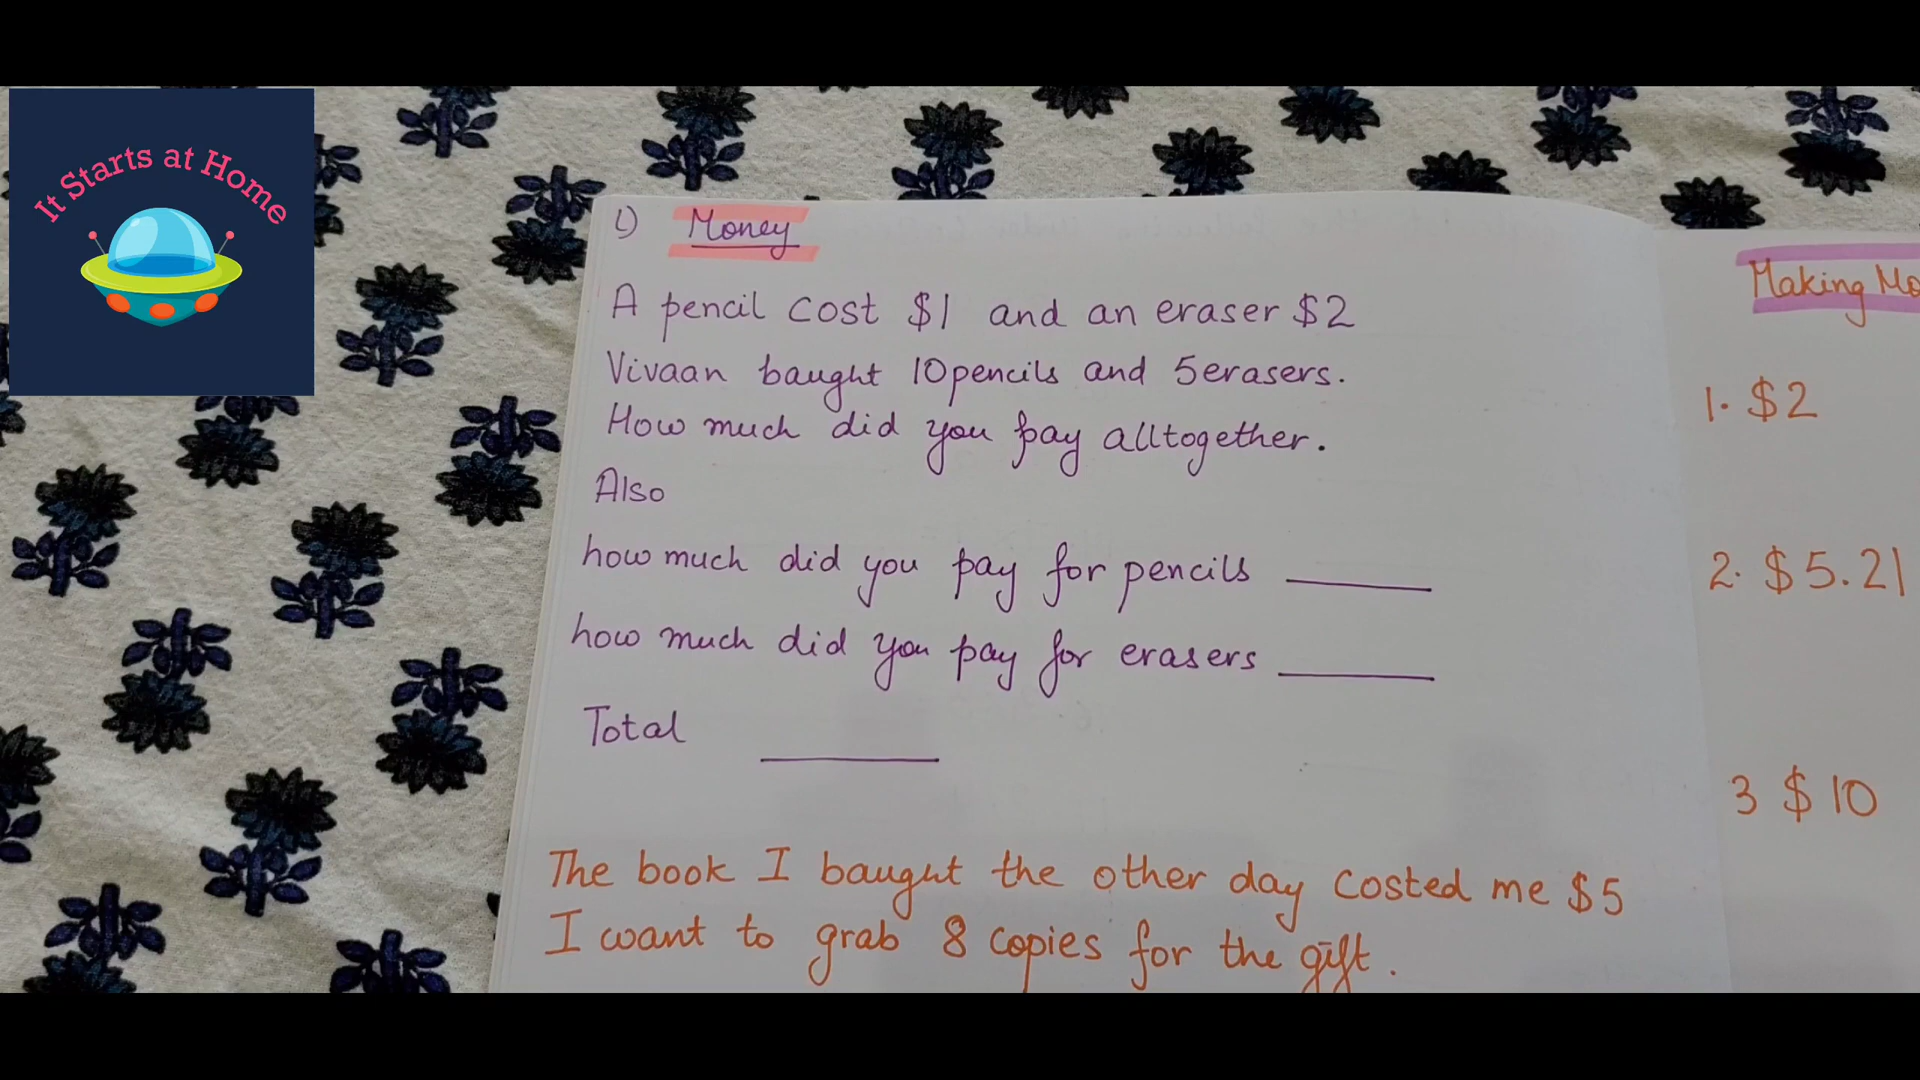 It Starts at Home
1) Money
A pencil cost $1 and an eraser $2
Vivaan baught 10pencils and 5erasers.
How much did you pay alltogether.
Also
how much did you pay for pencils
how much did you pay for erasers
Total
The book I baught the other day costed me $5
I want to grab 8 copies for the gift.
Making Mo
1. $2
2. $5.21
3 $10